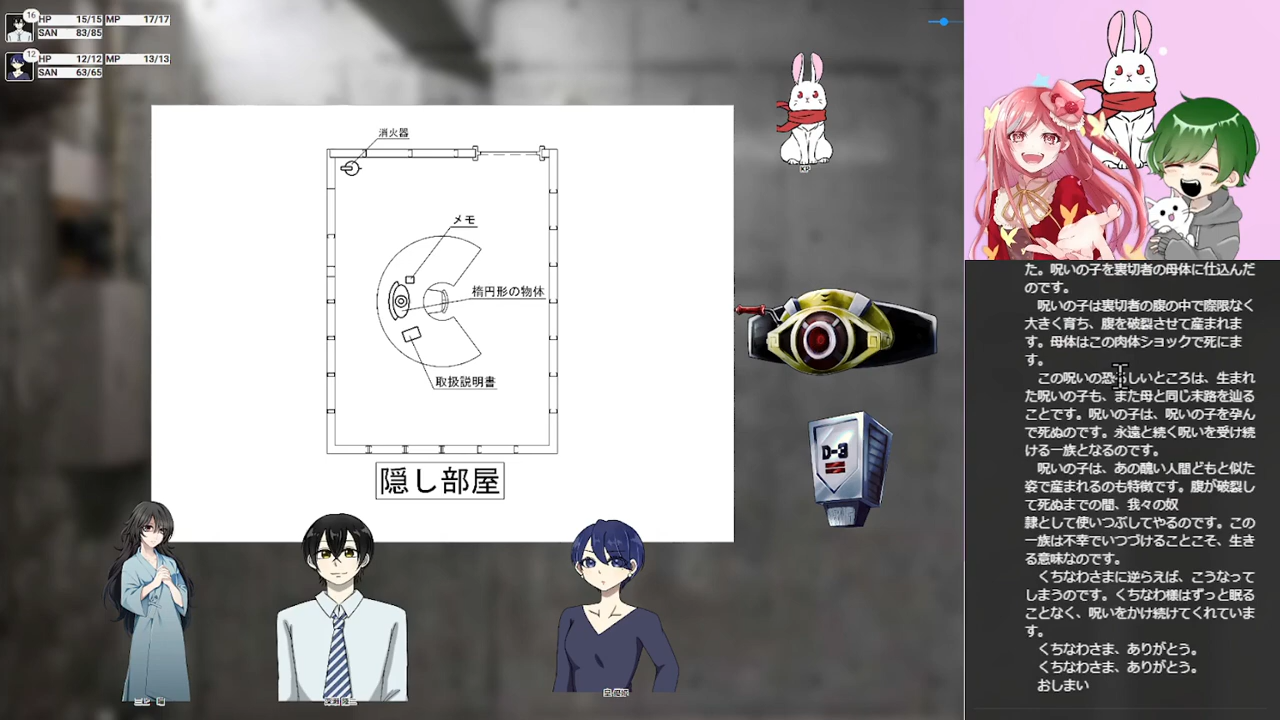 16
HP 15/15 MP 17/17
SAN 83/85
12
HP 12/12 MP 13/13
SAN 63/65
消火器
メモ
楕円形の物体
取扱説明書
隠し部屋
KP
D-3
た。呪いの子を裏切者の母体に仕込んだ
のです。
呪いの子は裏切者の腹の中で際限なく
大きく育ち、腹を破裂させて産まれま
す。母体はこの肉体ショックで死にま
す。
この呪いの恐ろしいところは、生まれ
た呪いの子も、また母と同じ末路を辿る
ことです。呪いの子は、呪いの子を孕ん
で死ぬのです。永遠と続く呪いを受け続
ける一族となるのです。
呪いの子は、あの醜い人間どもと似た
姿で産まれるのも特徴です。腹が破裂し
て死ぬまでの間、我々の奴
隷として使いつぶしてやるのです。この
一族は不幸でいつづけることこそ、生き
る意味なのです。
くちなわさまに逆らえば、こうなって
しまうのです。くちなわ様はずっと眠る
ことなく、呪いをかけ続けてくれていま
す。
くちなわさま、ありがとう。
くちなわさま、ありがとう。
おしまい